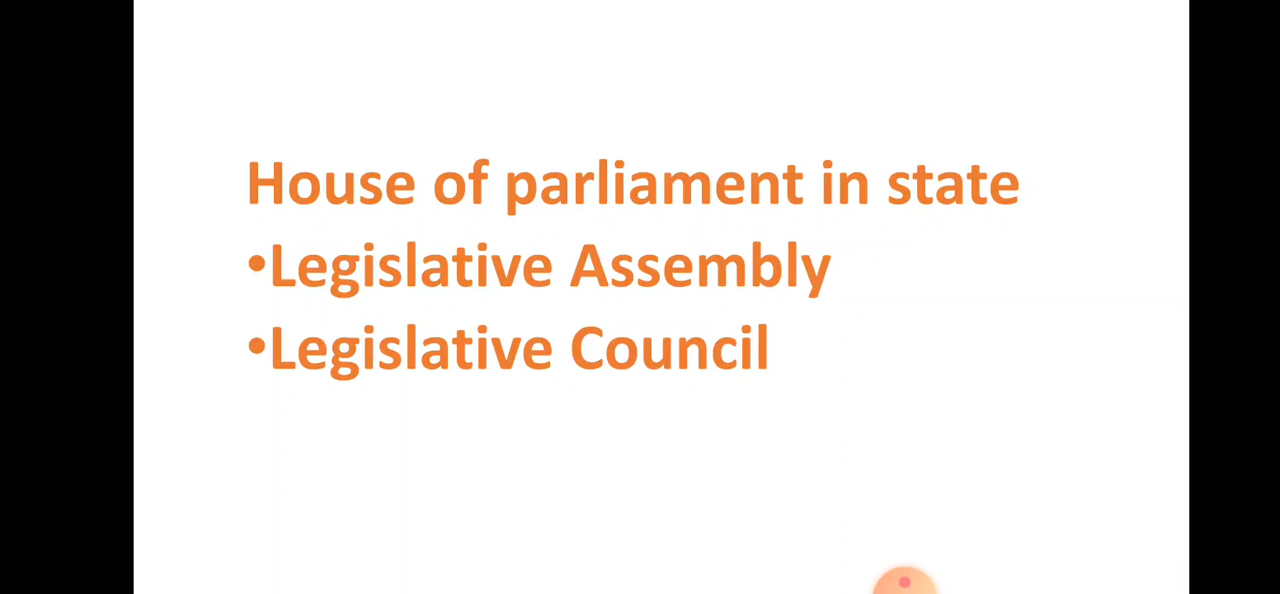 House of parliament in state
•Legislative Assembly
•Legislative Council